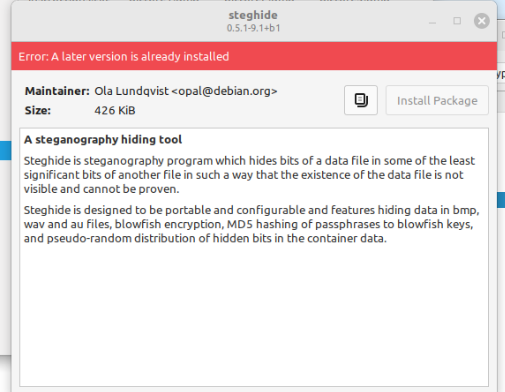 steghide
0.5.1-9.1+b1
Error: A later version is already installed
Maintainer: Ola Lundqvist <opal@debian.org>
Install Package
Size: 426 KiB
A steganography hiding tool
Steghide is steganography program which hides bits of a data file in some of the least
significant bits of another file in such a way that the existence of the data file is not
visible and cannot be proven.
Steghide is designed to be portable and configurable and features hiding data in bmp,
wav and au files, blowfish encryption, MD5 hashing of passphrases to blowfish keys,
and pseudo-random distribution of hidden bits in the container data.